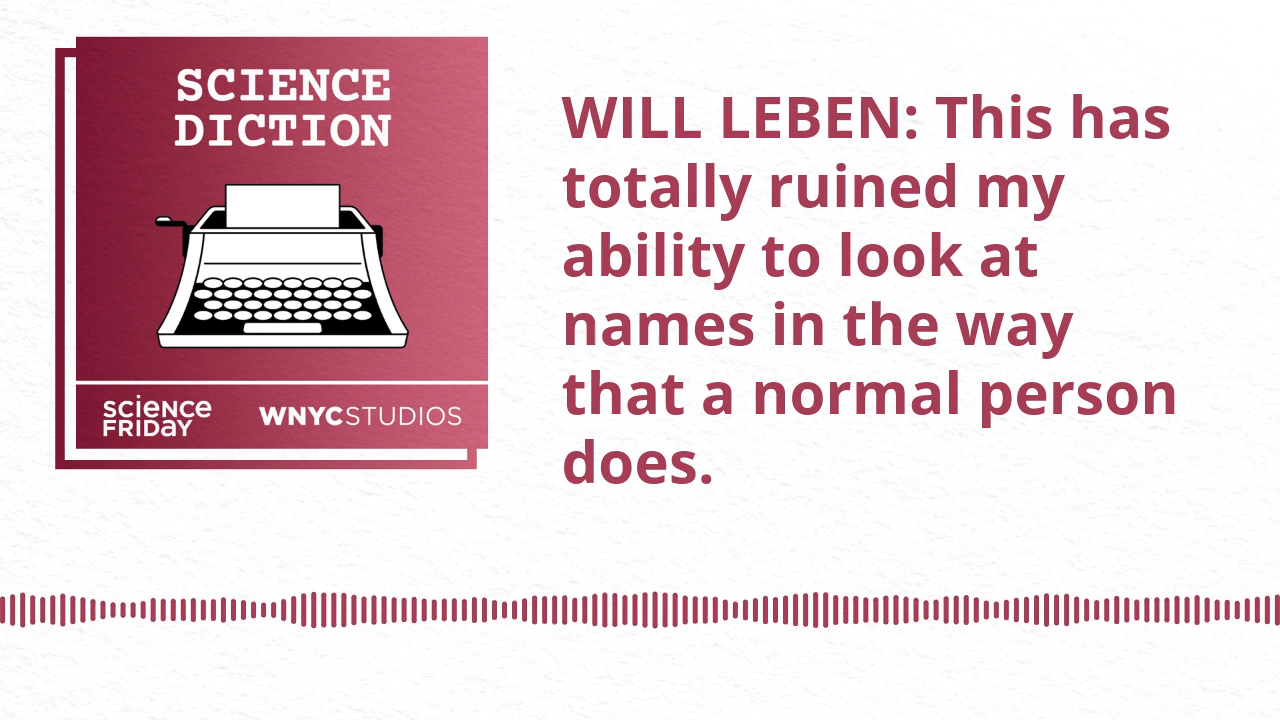 SCIENCE
DICTION
science
FRIDAY
WNYCSTUDIOS
WILL LEBEN: This has
totally ruined my
ability to look at
names in the way
that a normal person
does.